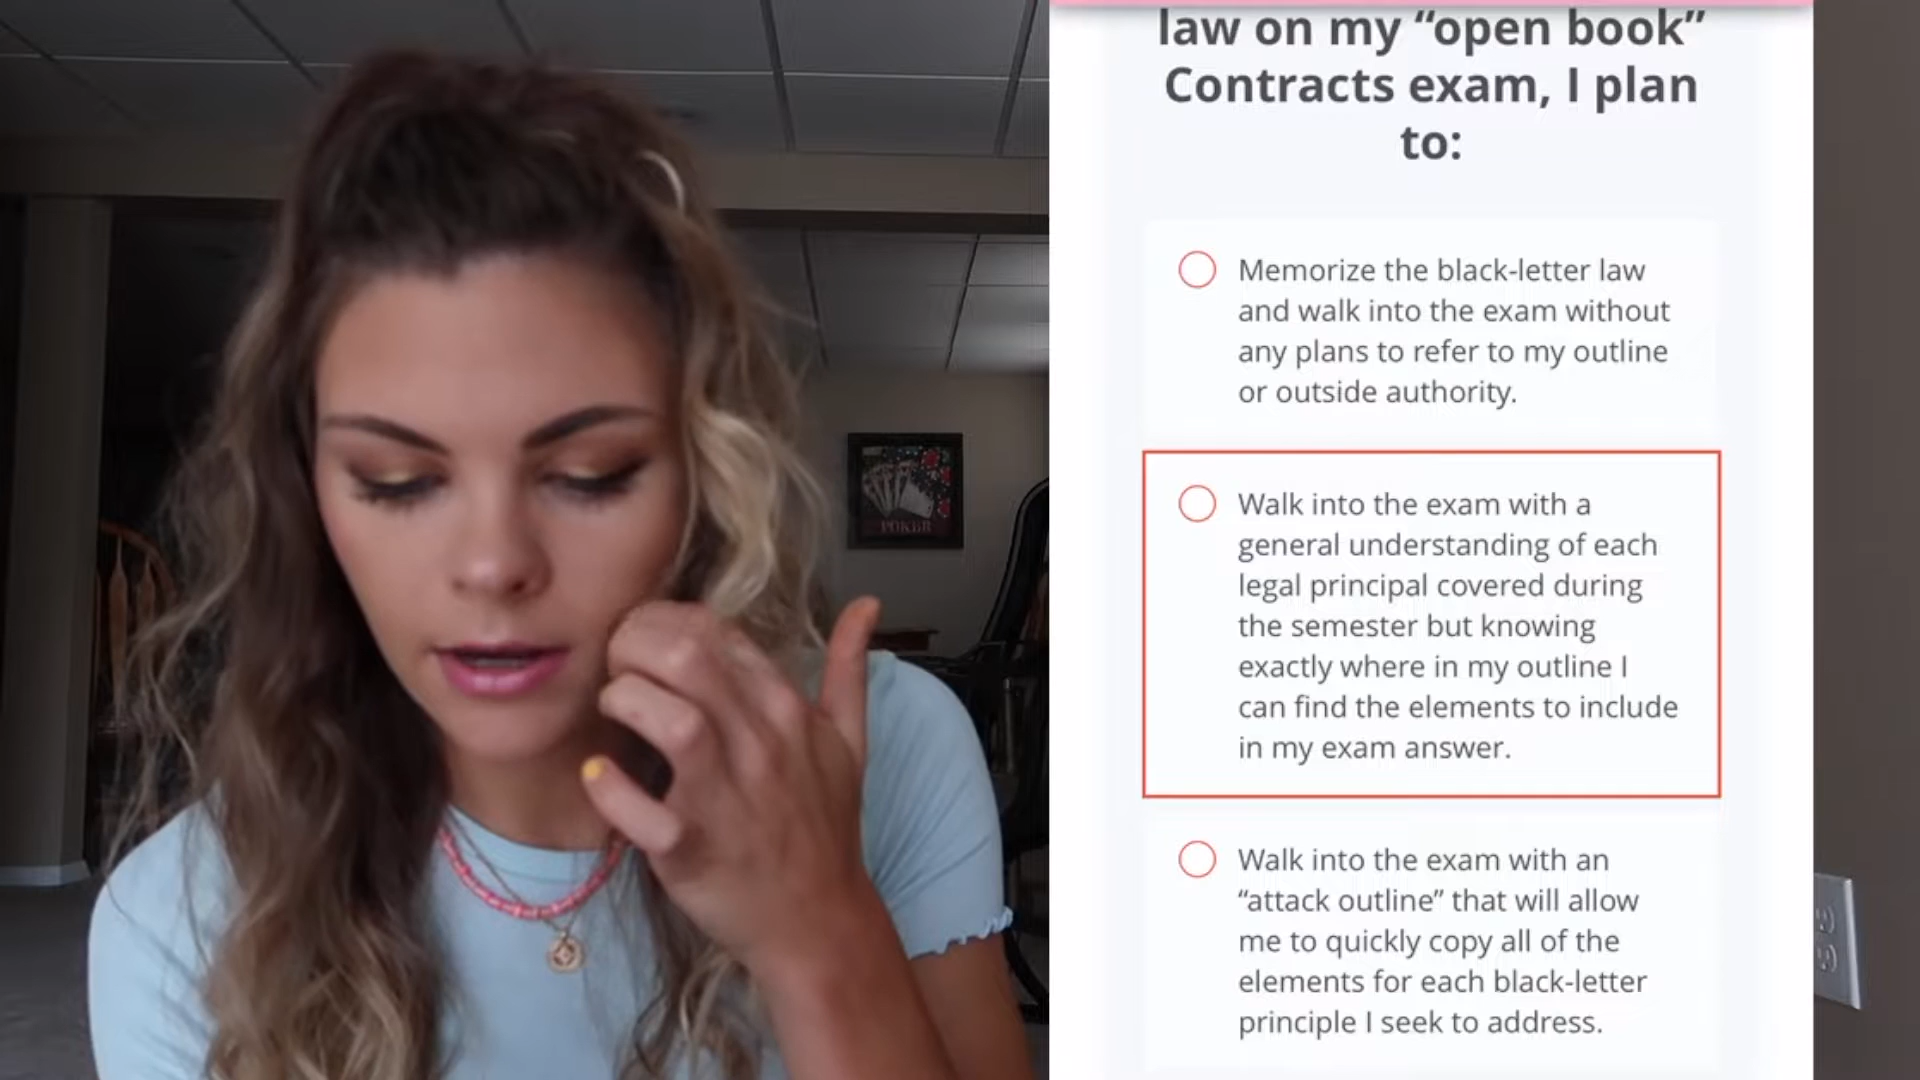 law on my “open book”
Contracts exam, I plan
to:
Memorize the black-letter law
and walk into the exam without
any plans to refer to my outline
or outside authority.
POKER
Walk into the exam with a
general understanding of each
legal principal covered during
the semester but knowing
exactly where in my outline I
can find the elements to include
in my exam answer.
Walk into the exam with an
“attack outline” that will allow
me to quickly copy all of the
elements for each black-letter
principle I seek to address.